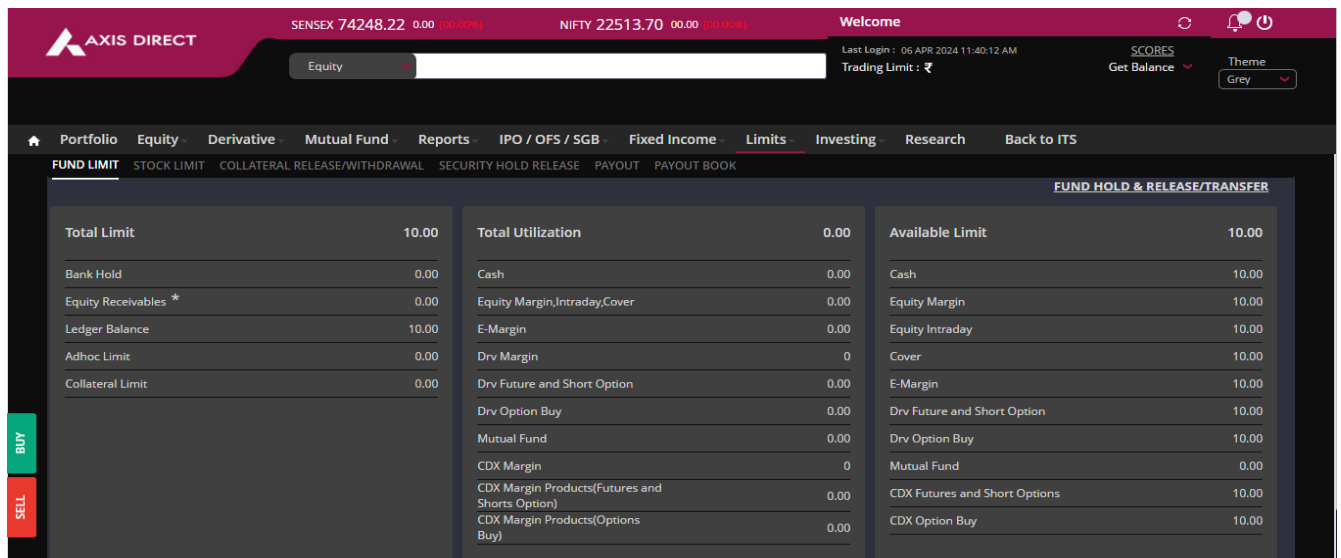 AXIS DIRECT
SENSEX 74248.22 0.00 (00.00%) NIFTY 22513.70 00.00 (00.00%) Welcome
Equity
Last Login : 06 APR 2024 11:40:12 AM SCORES
Trading Limit : ₹ Get Balance
Theme
Grey
Portfolio Equity Derivative Mutual Fund Reports IPO / OFS / SGB Fixed Income Limits Investing Research Back to ITS
FUND LIMIT STOCK LIMIT COLLATERAL RELEASE/WITHDRAWAL SECURITY HOLD RELEASE PAYOUT PAYOUT BOOK
FUND HOLD & RELEASE/TRANSFER
Total Limit 10.00
Bank Hold 0.00
Equity Receivables * 0.00
Ledger Balance 10.00
Adhoc Limit 0.00
Collateral Limit 0.00
Total Utilization 0.00
Cash 0.00
Equity Margin,Intraday,Cover 0.00
E-Margin 0.00
Drv Margin 0
Drv Future and Short Option 0.00
Drv Option Buy 0.00
Mutual Fund 0.00
CDX Margin 0
CDX Margin Products(Futures and
Shorts Option) 0.00
CDX Margin Products(Options
Buy) 0.00
Available Limit 10.00
Cash 10.00
Equity Margin 10.00
Equity Intraday 10.00
Cover 10.00
E-Margin 10.00
Drv Future and Short Option 10.00
Drv Option Buy 10.00
Mutual Fund 0.00
CDX Futures and Short Options 10.00
CDX Option Buy 10.00
BUY
SELL